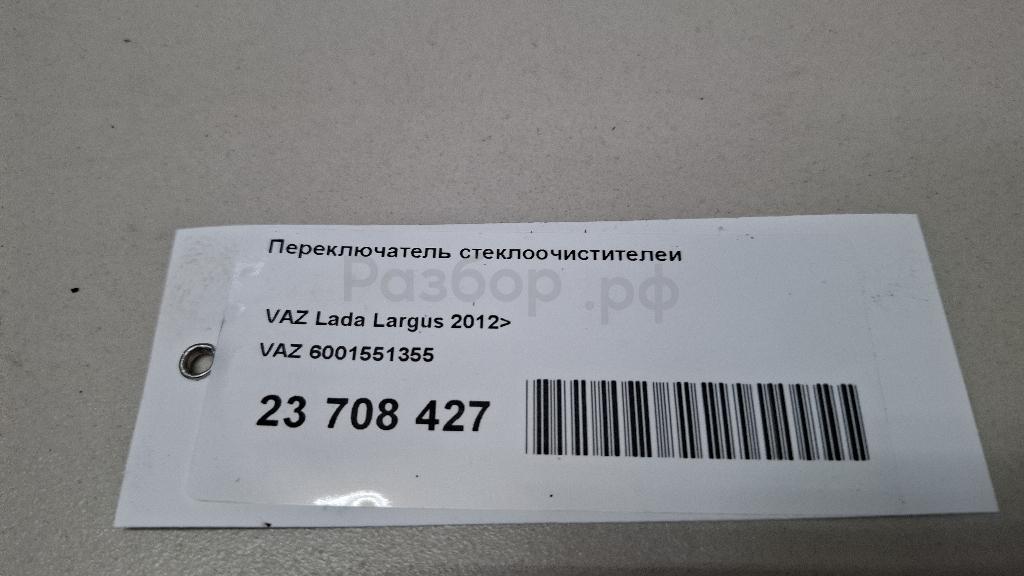 Переключатель стеклоочистителей
Разбор.рф
VAZ Lada Largus 2012>
VAZ 6001551355
23 708 427